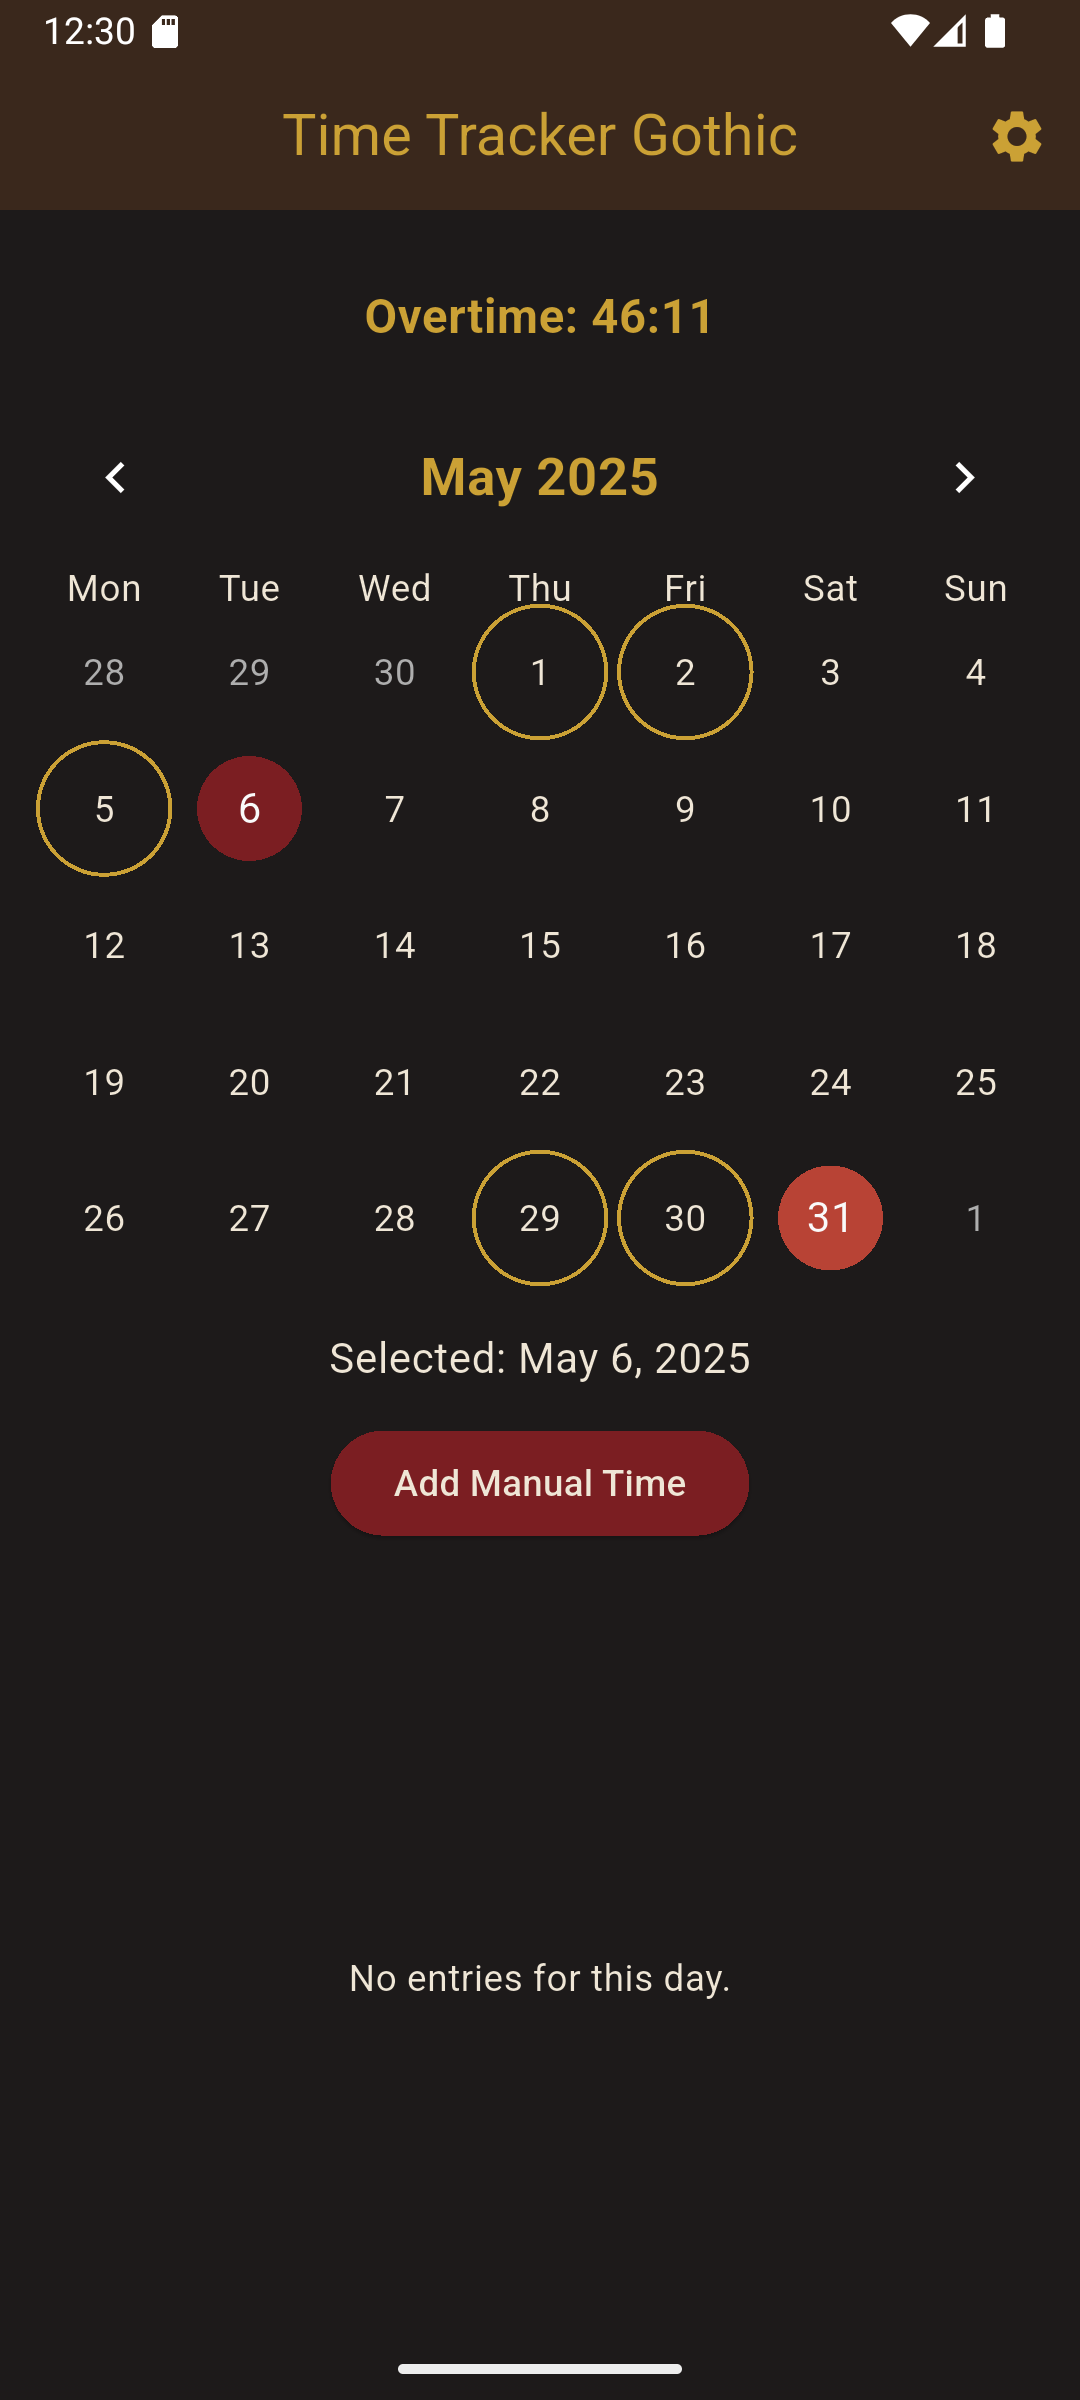 12:30
Time Tracker Gothic
Overtime: 46:11
May 2025
Mon Tue Wed Thu Fri Sat Sun
28 29 30 1 2 3 4
5 6 7 8 9 10 11
12 13 14 15 16 17 18
19 20 21 22 23 24 25
26 27 28 29 30 31 1
Selected: May 6, 2025
Add Manual Time
No entries for this day.